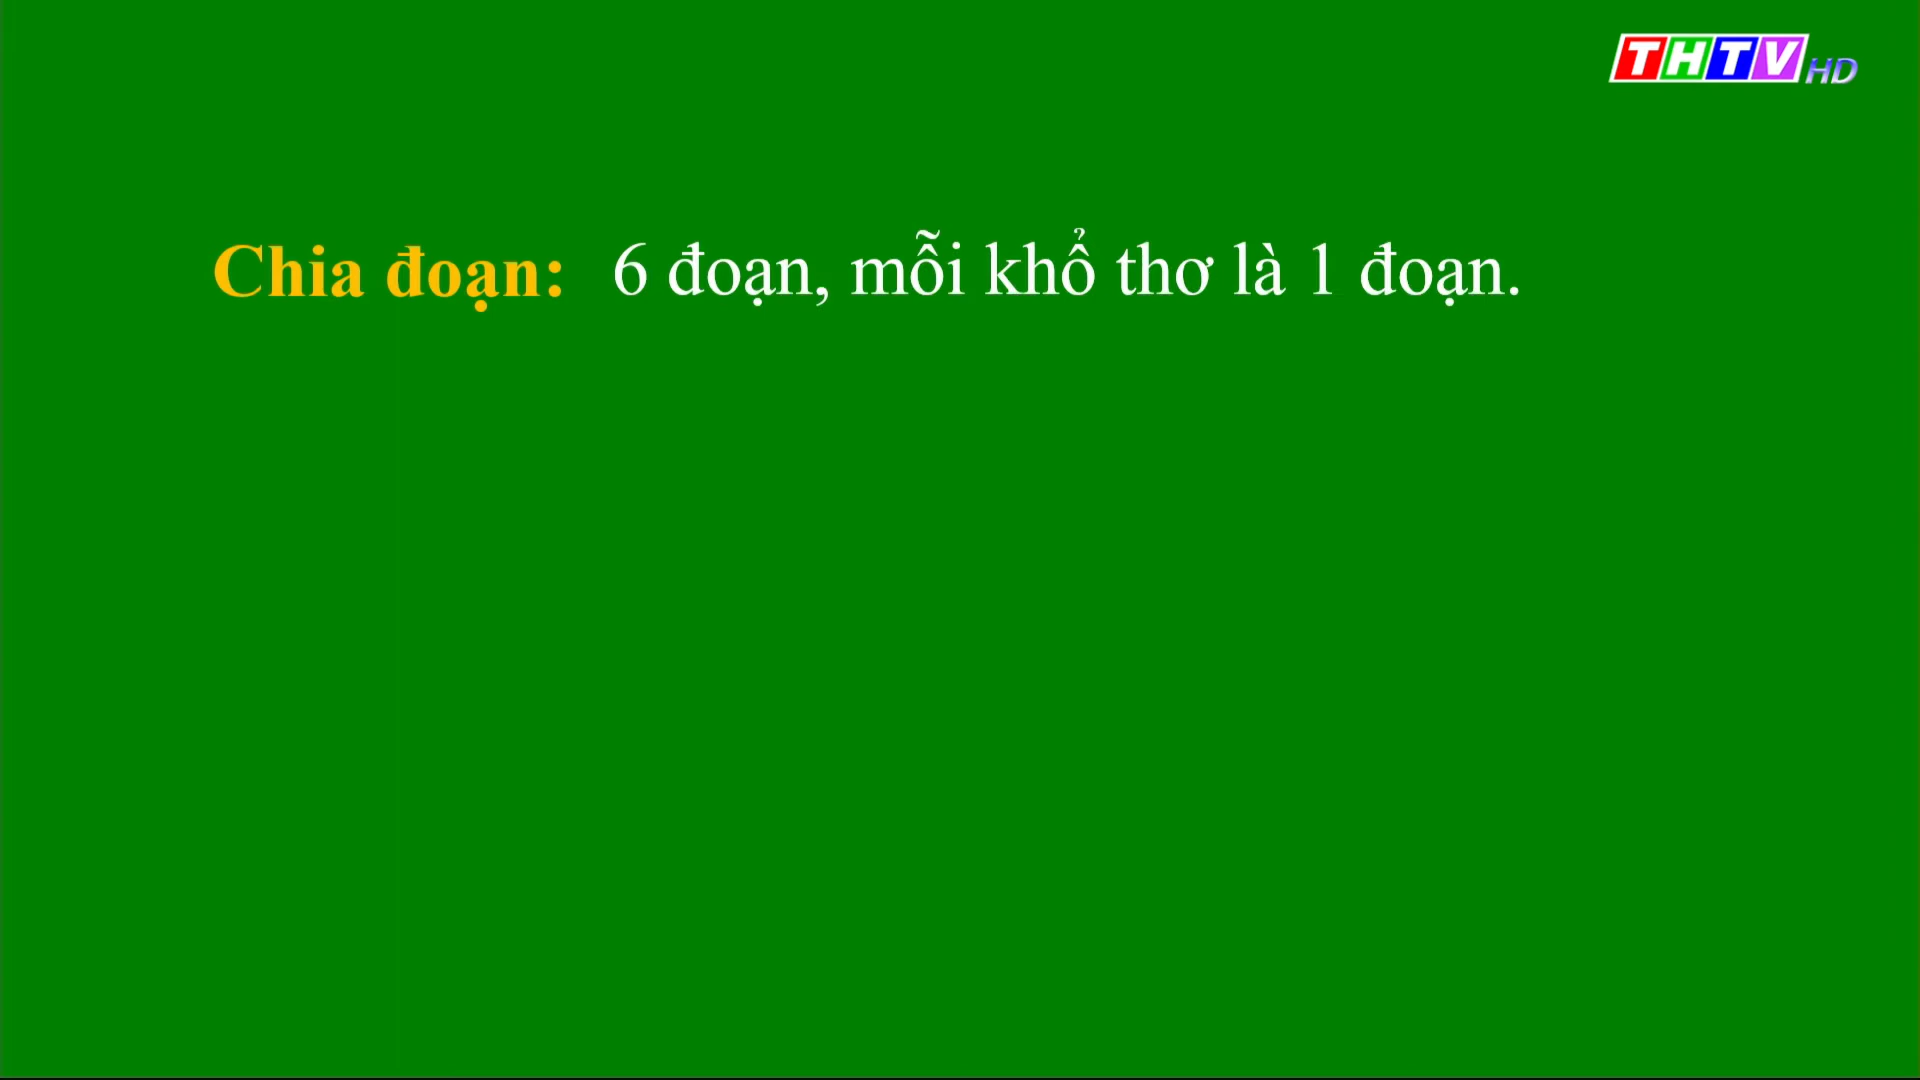 THTV HD
Chia đoạn: 6 đoạn, mỗi khổ thơ là 1 đoạn.